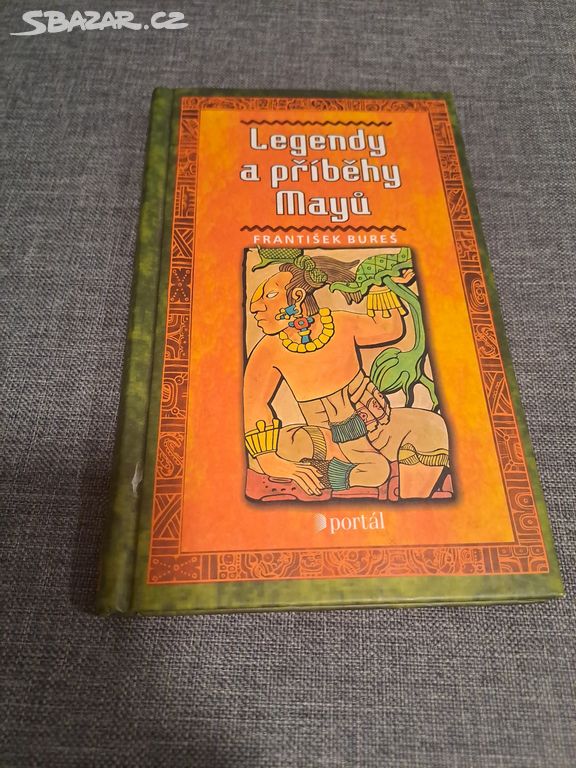 SBAZAR.CZ
Legendy
a příběhy
Mayů
FRANTIŠEK BUREŠ
portál